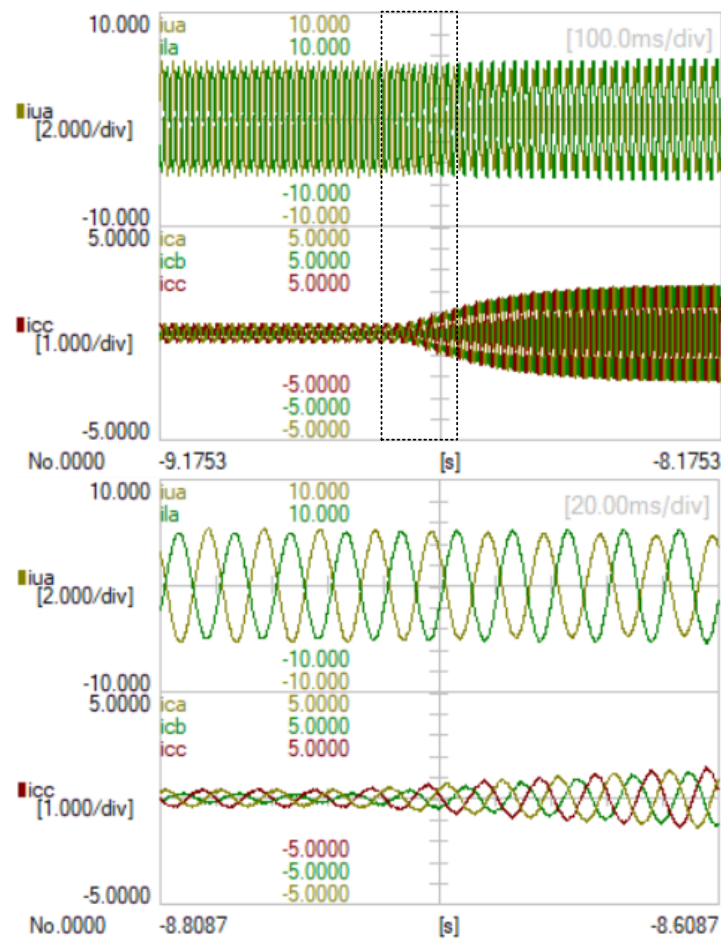 10.000 iua 10.000 [100.0ms/div]
ila 10.000
iua
[2.000/div]
-10.000
-10.000 -10.000
5.0000 ica 5.0000
icb 5.0000
icc 5.0000
icc
[1.000/div]
-5.0000
-5.0000
-5.0000 -5.0000
No.0000 -9.1753 [s] -8.1753
10.000 iua 10.000 [20.00ms/div]
ila 10.000
iua
[2.000/div]
-10.000
-10.000 -10.000
5.0000 ica 5.0000
icb 5.0000
icc 5.0000
icc
[1.000/div]
-5.0000
-5.0000
-5.0000 -5.0000
No.0000 -8.8087 [s] -8.6087